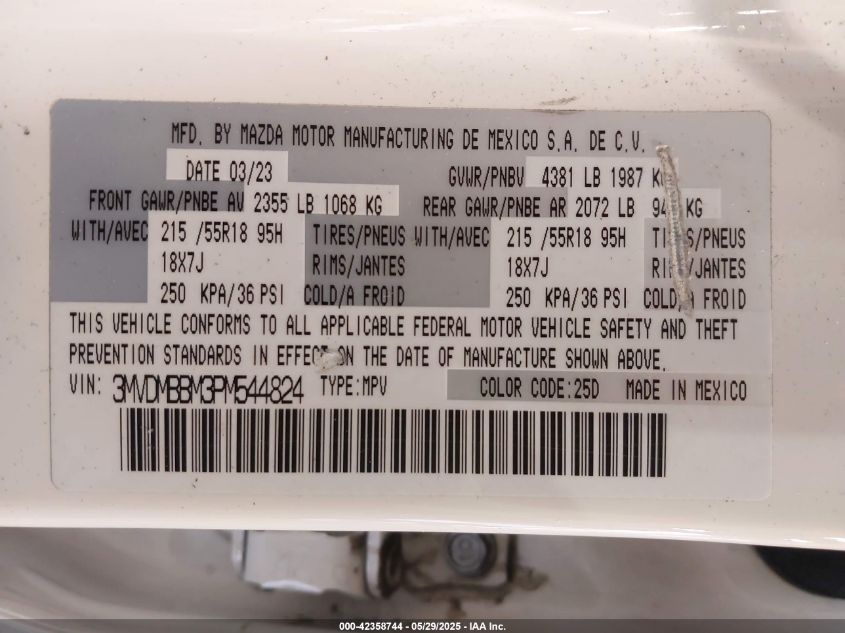 MFD. BY MAZDA MOTOR MANUFACTURING DE MEXICO S.A. DE C.V.
DATE 03/23 GVWR/PNBV 4381 LB 1987
FRONT GAWR/PNBE AV 2355 LB 1068 KG REAR GAWR/PNBE AR 2072 LB KG
WITH/AVEC 215 /55R18 95H TIRES/PNEUS WITH/AVEC 215 /55R18 95H TIRES/PNEUS
18X7J RIMS/JANTES 18X7J RIMS/JANTES
250 KPA/36 PSI COLD/A FROID 250 KPA/36 PSI COLD/A FROID
THIS VEHICLE CONFORMS TO ALL APPLICABLE FEDERAL MOTOR VEHICLE SAFETY AND THEFT
PREVENTION STANDARDS IN EFFECT ON THE DATE OF MANUFACTURE SHOWN ABOVE.
VIN: 3MVDMBBM3PM544824 TYPE:MPV COLOR CODE:25D MADE IN MEXICO
000-42358744 - 05/29/2025 - IAA Inc.